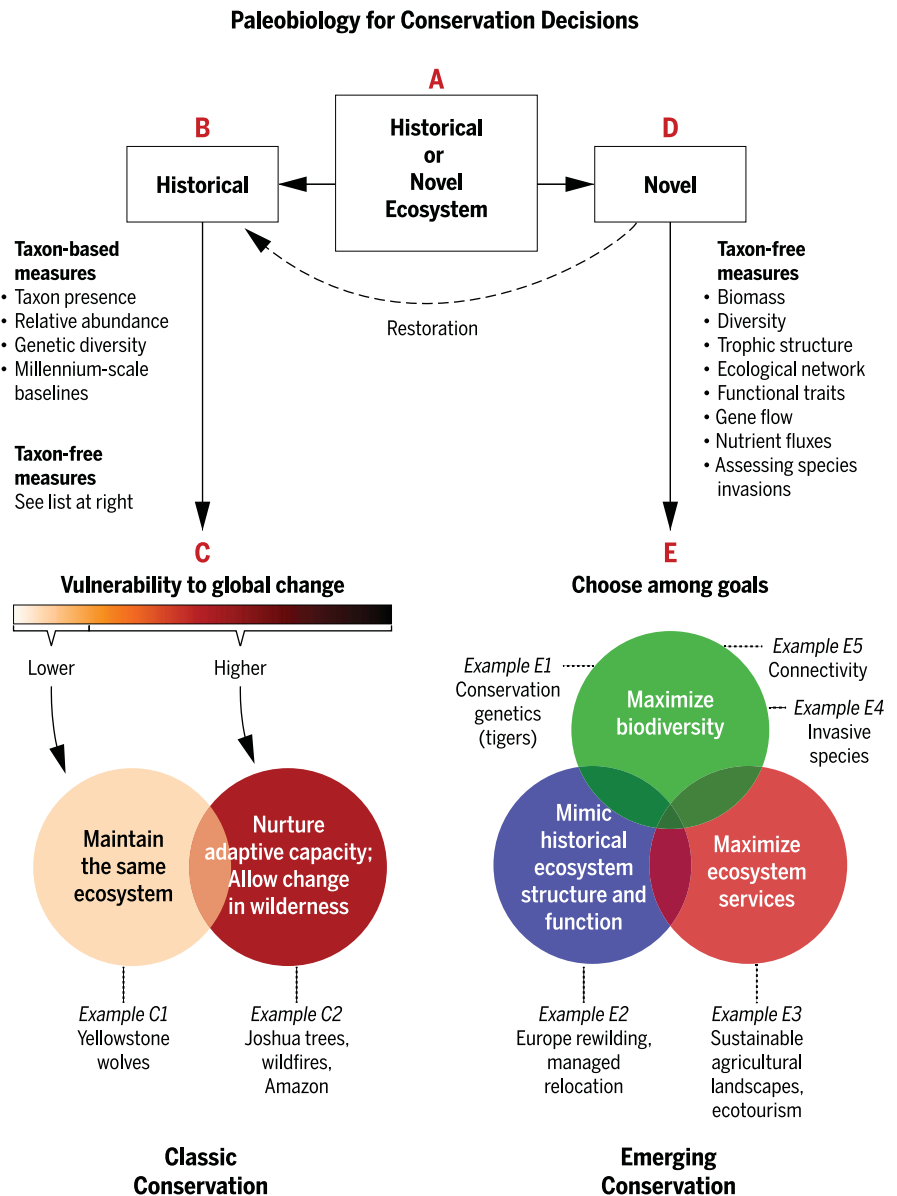 Paleobiology for Conservation Decisions
A
Historical
or
Novel
Ecosystem
B
Historical
D
Novel
Restoration
Taxon-based
measures
• Taxon presence
• Relative abundance
• Genetic diversity
• Millennium-scale
baselines
Taxon-free
measures
See list at right
Taxon-free
measures
• Biomass
• Diversity
• Trophic structure
• Ecological network
• Functional traits
• Gene flow
• Nutrient fluxes
• Assessing species
invasions
C
Vulnerability to global change
Lower
Higher
Maintain
the same
ecosystem
Nurture
adaptive capacity;
Allow change
in wilderness
Example C1
Yellowstone
wolves
Example C2
Joshua trees,
wildfires,
Amazon
Classic
Conservation
E
Choose among goals
Example E1
Conservation
genetics
(tigers)
Maximize
biodiversity
Example E5
Connectivity
Example E4
Invasive
species
Mimic
historical
ecosystem
structure and
function
Maximize
ecosystem
services
Example E2
Europe rewilding,
managed
relocation
Example E3
Sustainable
agricultural
landscapes,
ecotourism
Emerging
Conservation